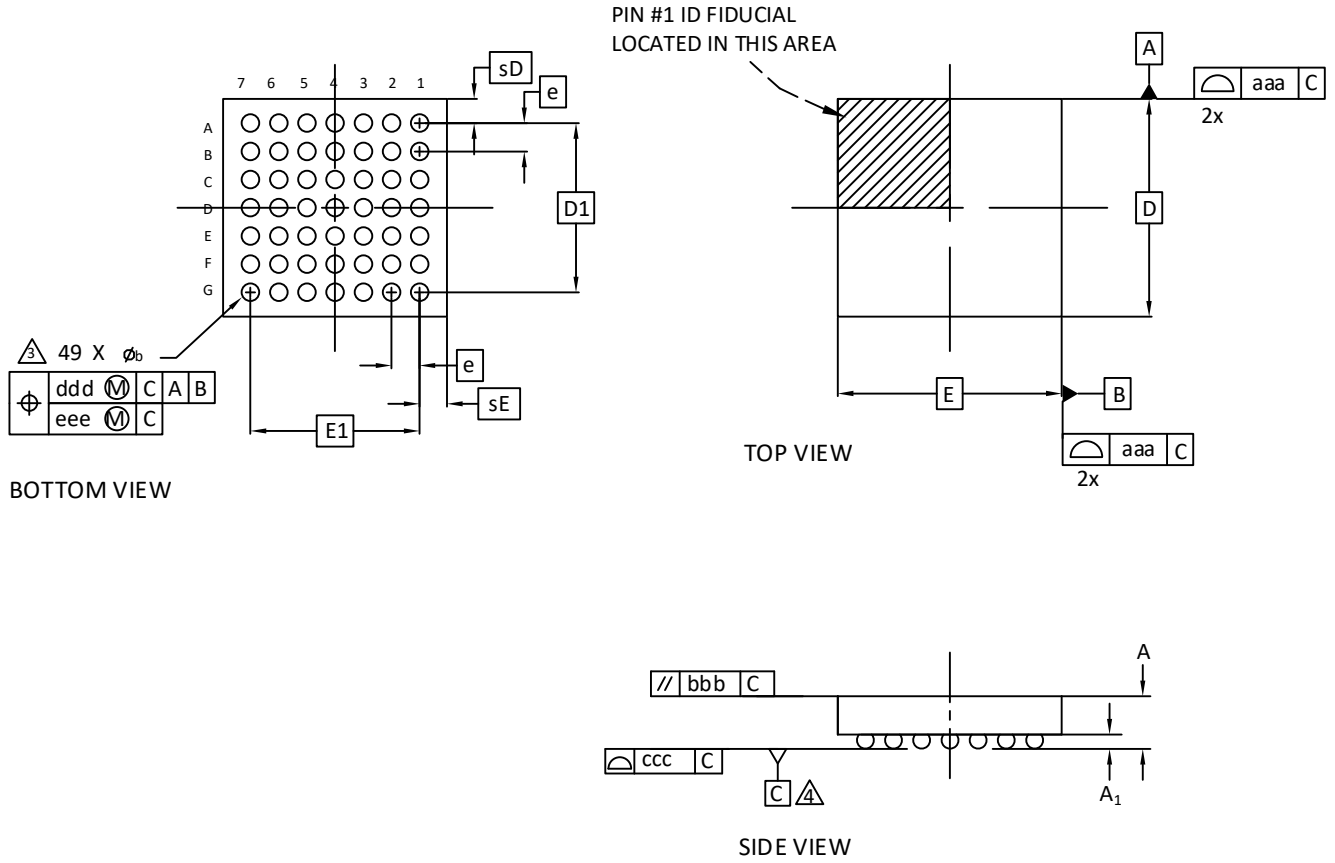 PIN #1 ID FIDUCIAL
LOCATED IN THIS AREA
7 6 5 4 3 2 1
sD
e
A
B
C
D
E
F
G
D1
3 49 X øb
ddd Ⓜ C A B
eee Ⓜ C
e
sE
E1
BOTTOM VIEW
A
aaa C
2x
D
E
B
aaa C
2x
TOP VIEW
// bbb C
A
ccc C
C 4
A1
SIDE VIEW